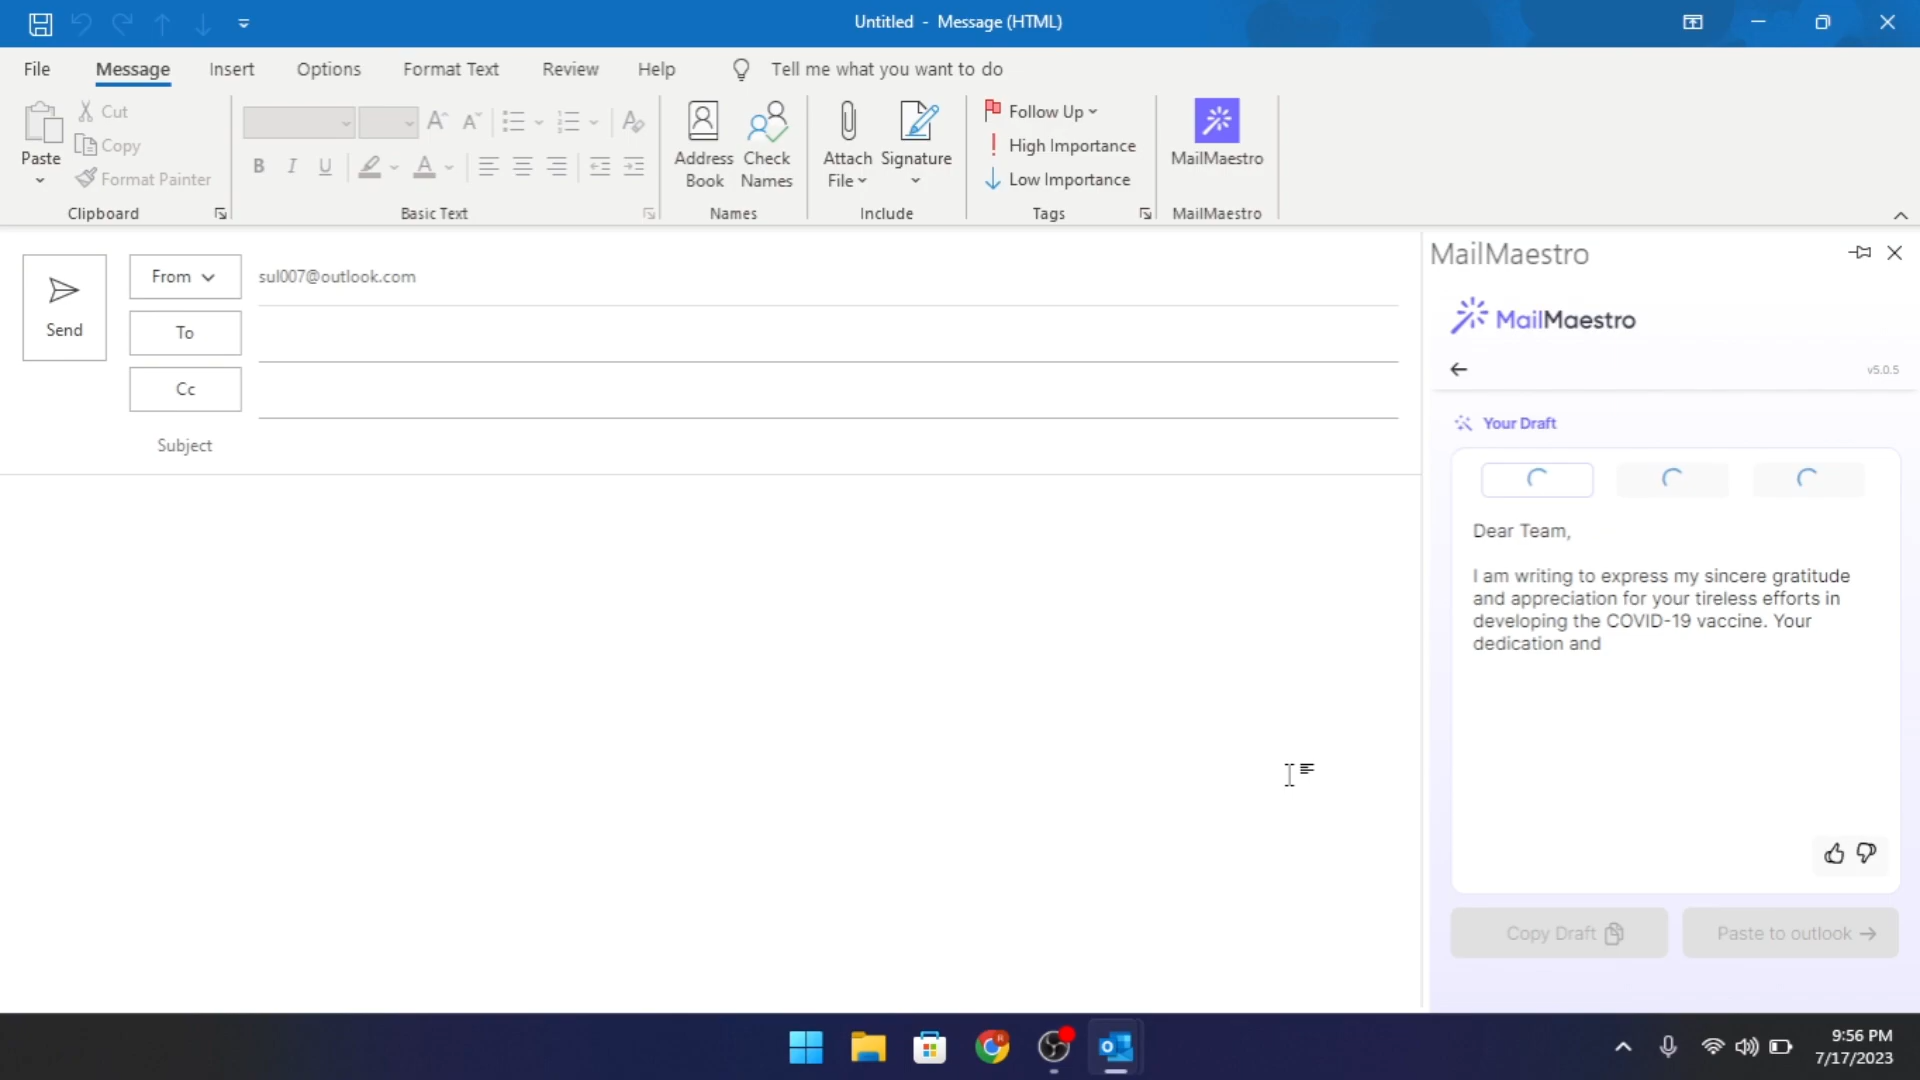 Untitled - Message (HTML)
File Message Insert Options Format Text Review Help Tell me what you want to do
Paste
Cut
Copy
Format Painter
Clipboard
B I U A
Basic Text
Address Book
Check Names
Names
Attach File
Signature
Include
Follow Up
High Importance
Low Importance
Tags
MailMaestro
MailMaestro
Send
From sul007@outlook.com
To
Cc
Subject
MailMaestro
MailMaestro
v5.0.5
Your Draft
Dear Team,
I am writing to express my sincere gratitude
and appreciation for your tireless efforts in
developing the COVID-19 vaccine. Your
dedication and
Copy Draft
Paste to outlook
9:56 PM
7/17/2023